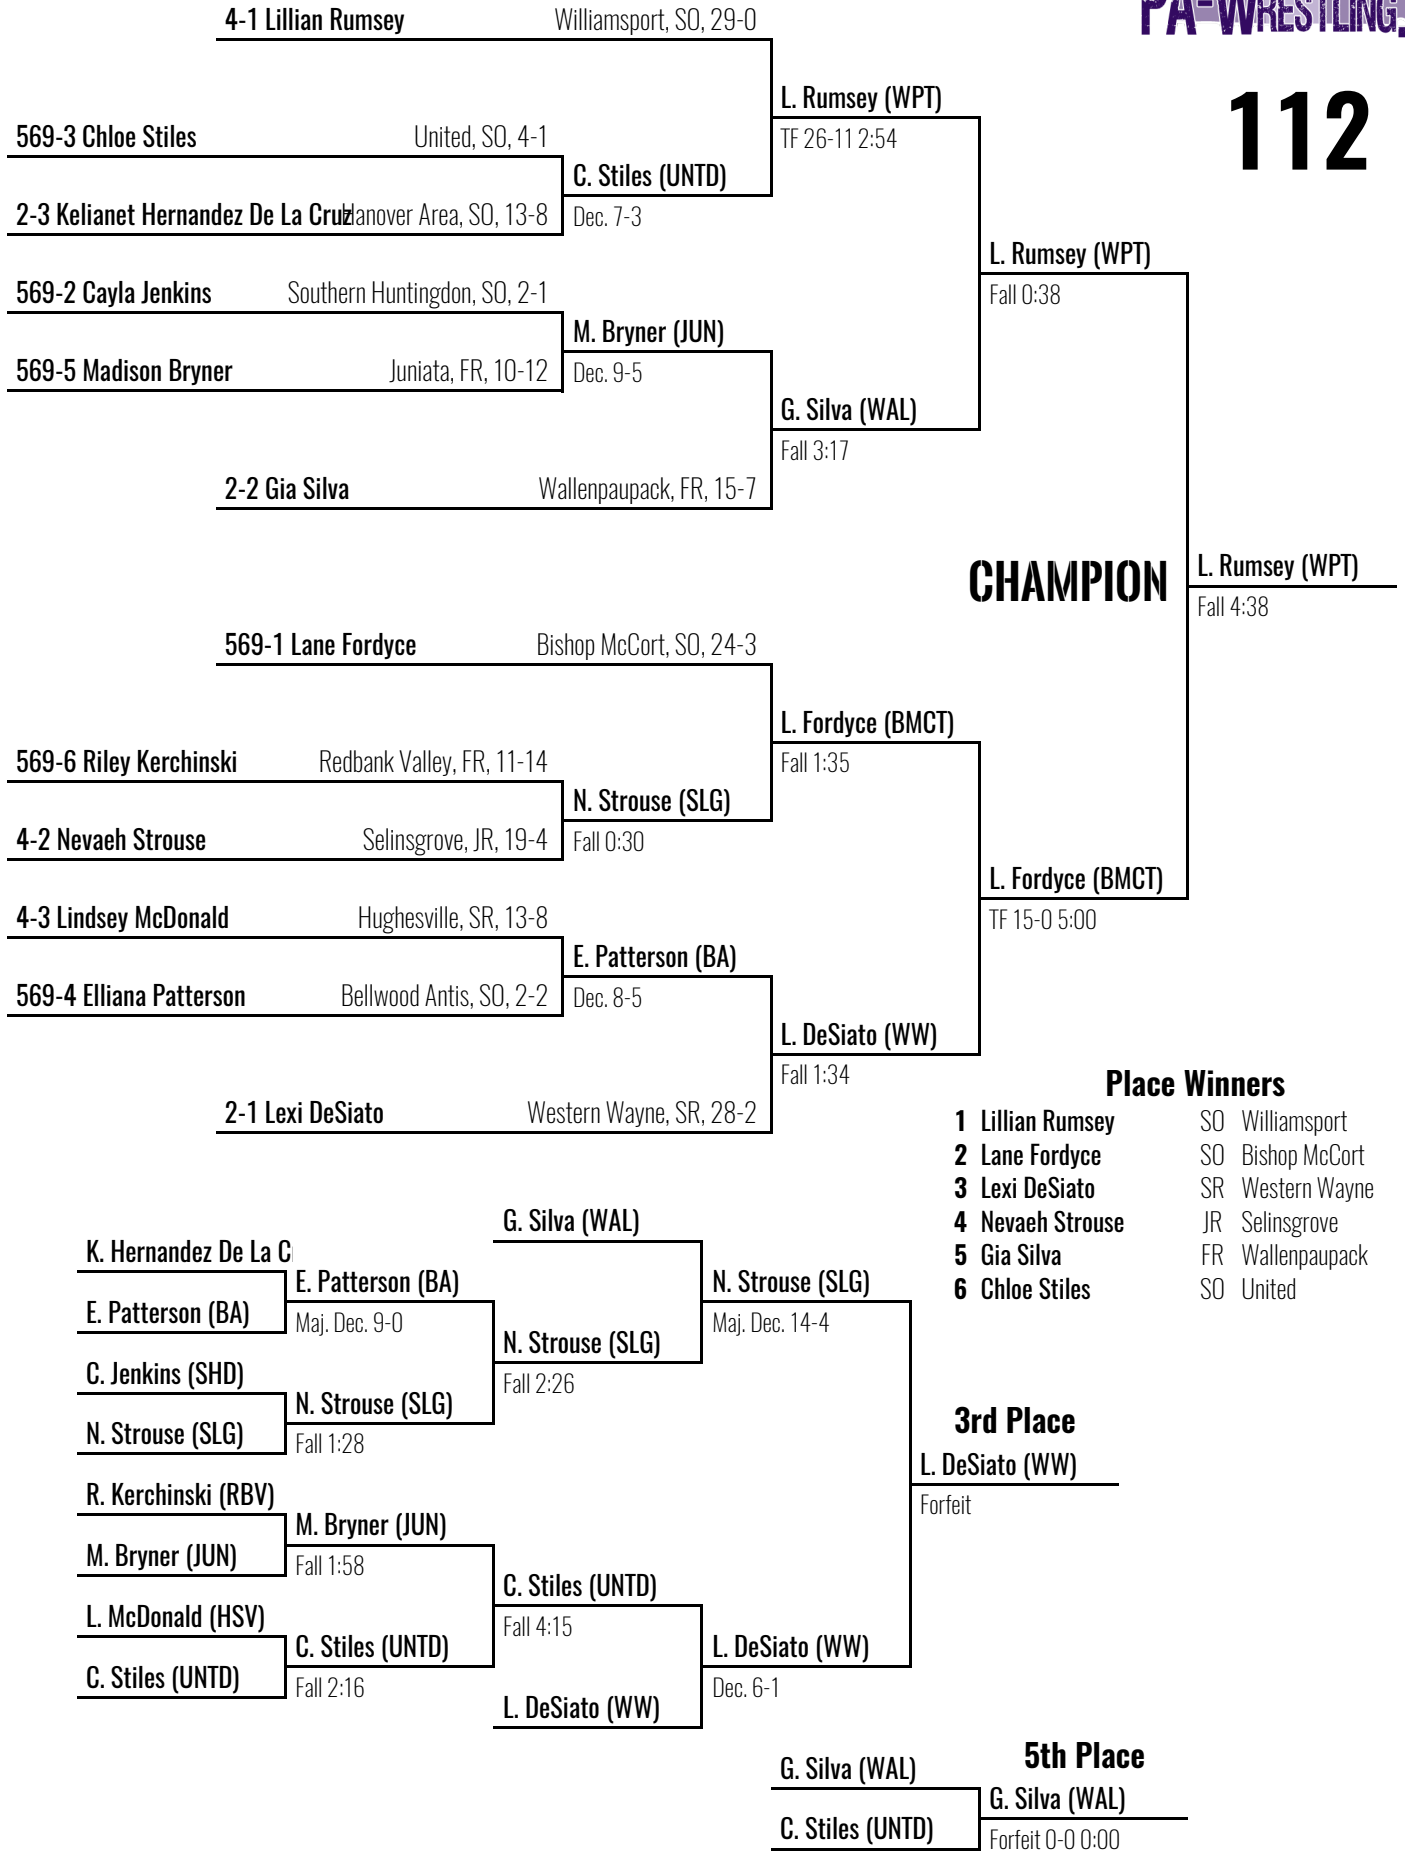 PA-WRESTLING.
112
4-1 Lillian Rumsey Williamsport, SO, 29-0
L. Rumsey (WPT)
TF 26-11 2:54
569-3 Chloe Stiles United, SO, 4-1
C. Stiles (UNTD)
Dec. 7-3
2-3 Kelianet Hernandez De La Cruz Hanover Area, SO, 13-8
L. Rumsey (WPT)
Fall 0:38
569-2 Cayla Jenkins Southern Huntingdon, SO, 2-1
M. Bryner (JUN)
Dec. 9-5
569-5 Madison Bryner Juniata, FR, 10-12
G. Silva (WAL)
Fall 3:17
2-2 Gia Silva Wallenpaupack, FR, 15-7
CHAMPION
L. Rumsey (WPT)
Fall 4:38
569-1 Lane Fordyce Bishop McCort, SO, 24-3
L. Fordyce (BMCT)
Fall 1:35
569-6 Riley Kerchinski Redbank Valley, FR, 11-14
N. Strouse (SLG)
Fall 0:30
4-2 Nevaeh Strouse Selinsgrove, JR, 19-4
L. Fordyce (BMCT)
TF 15-0 5:00
4-3 Lindsey McDonald Hughesville, SR, 13-8
E. Patterson (BA)
Dec. 8-5
569-4 Elliana Patterson Bellwood Antis, SO, 2-2
L. DeSiato (WW)
Fall 1:34
2-1 Lexi DeSiato Western Wayne, SR, 28-2
Place Winners
1 Lillian Rumsey SO Williamsport
2 Lane Fordyce SO Bishop McCort
3 Lexi DeSiato SR Western Wayne
4 Nevaeh Strouse JR Selinsgrove
5 Gia Silva FR Wallenpaupack
6 Chloe Stiles SO United
G. Silva (WAL)
K. Hernandez De La C
E. Patterson (BA)
Maj. Dec. 9-0
E. Patterson (BA)
N. Strouse (SLG)
Maj. Dec. 14-4
N. Strouse (SLG)
Fall 2:26
C. Jenkins (SHD)
N. Strouse (SLG)
Fall 1:28
N. Strouse (SLG)
3rd Place
L. DeSiato (WW)
Forfeit
R. Kerchinski (RBV)
M. Bryner (JUN)
Fall 1:58
M. Bryner (JUN)
C. Stiles (UNTD)
Fall 4:15
L. McDonald (HSV)
C. Stiles (UNTD)
Fall 2:16
C. Stiles (UNTD)
L. DeSiato (WW)
Dec. 6-1
L. DeSiato (WW)
5th Place
G. Silva (WAL)
G. Silva (WAL)
Forfeit 0-0 0:00
C. Stiles (UNTD)